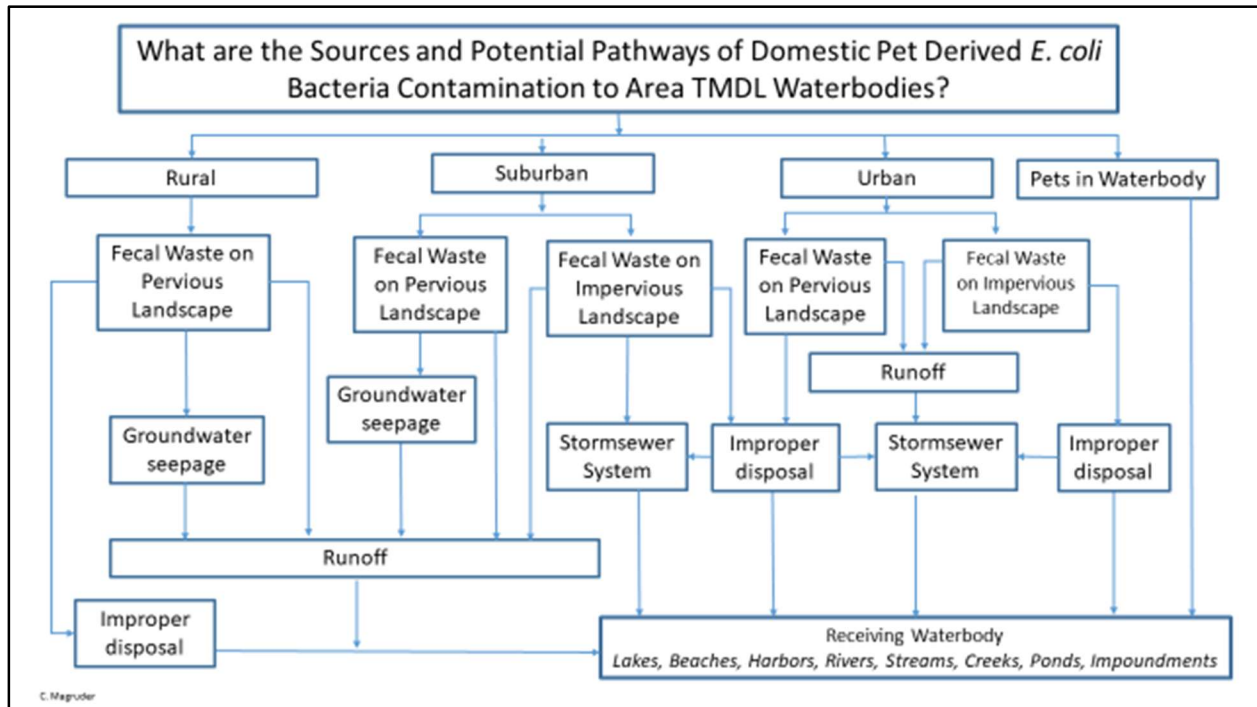 What are the Sources and Potential Pathways of Domestic Pet Derived E. coli
Bacteria Contamination to Area TMDL Waterbodies?
Rural
Suburban
Urban
Pets in Waterbody
Fecal Waste on
Pervious
Landscape
Fecal Waste
on Pervious
Landscape
Fecal Waste on
Impervious
Landscape
Fecal Waste
on Pervious
Landscape
Fecal Waste
on Impervious
Landscape
Runoff
Groundwater
seepage
Groundwater
seepage
Stormsewer
System
Improper
disposal
Stormsewer
System
Improper
disposal
Runoff
Improper
disposal
Receiving Waterbody
Lakes, Beaches, Harbors, Rivers, Streams, Creeks, Ponds, Impoundments
C. Magruder